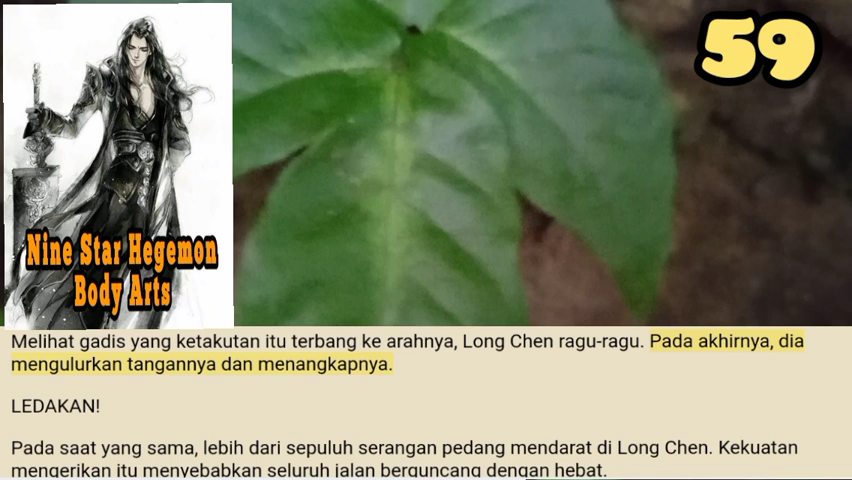 59
Nine Star Hegemon
Body Arts
Melihat gadis yang ketakutan itu terbang ke arahnya, Long Chen ragu-ragu. Pada akhirnya, dia
mengulurkan tangannya dan menangkapnya.
LEDAKAN!
Pada saat yang sama, lebih dari sepuluh serangan pedang mendarat di Long Chen. Kekuatan
mengerikan itu menyebabkan seluruh jalan berguncang dengan hebat.